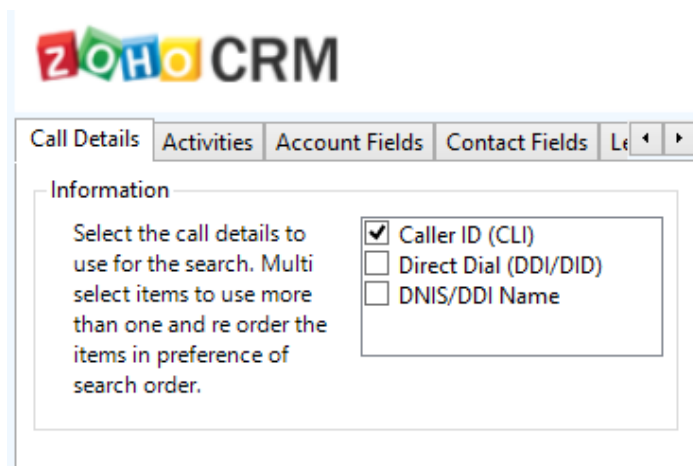 ZOHO CRM
Call Details Activities Account Fields Contact Fields
Information
Select the call details to
use for the search. Multi
select items to use more
than one and re order the
items in preference of
search order.
Caller ID (CLI)
Direct Dial (DDI/DID)
DNIS/DDI Name